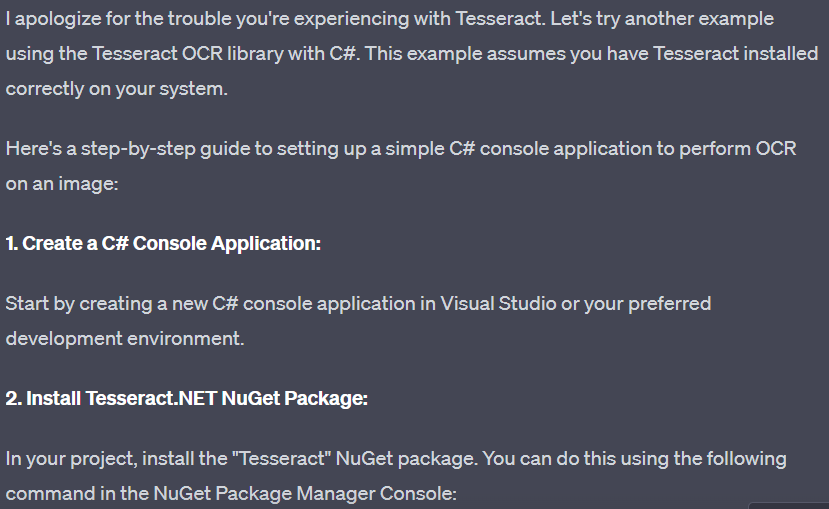 I apologize for the trouble you're experiencing with Tesseract. Let's try another example
using the Tesseract OCR library with C#. This example assumes you have Tesseract installed
correctly on your system.
Here's a step-by-step guide to setting up a simple C# console application to perform OCR
on an image:
1. Create a C# Console Application:
Start by creating a new C# console application in Visual Studio or your preferred
development environment.
2. Install Tesseract.NET NuGet Package:
In your project, install the "Tesseract" NuGet package. You can do this using the following
command in the NuGet Package Manager Console: